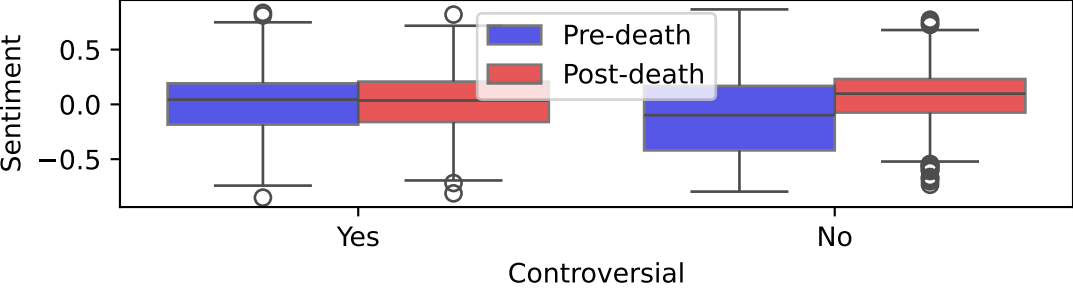 Sentiment
0.5
0.0
−0.5
Pre-death
Post-death
Yes
No
Controversial